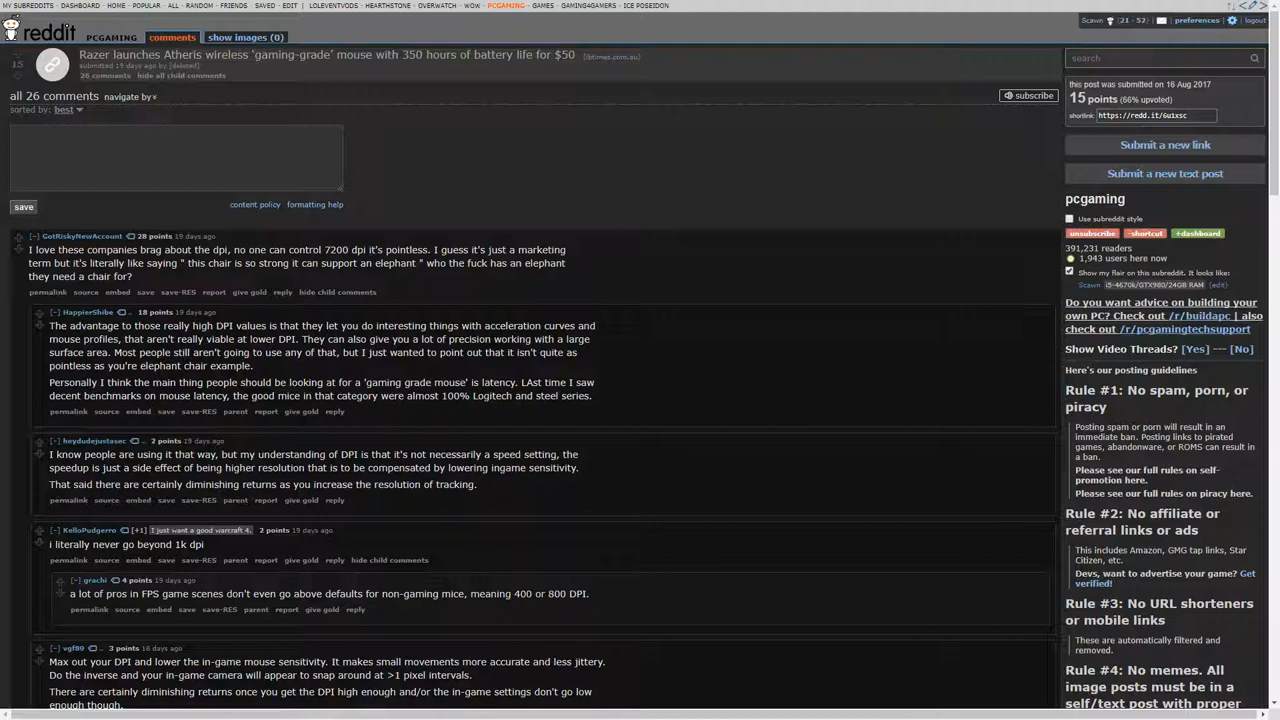 MY SUBREDDITS - DASHBOARD - HOME - POPULAR - ALL - RANDOM - FRIENDS - SAVED - EDIT | LOLEVENTVODS - HEARTHSTONE - OVERWATCH - WOW - PCGAMING - GAMES - GAMING4GAMERS - ICE POSEIDON
reddit PCGAMING comments show images (0)
Scawn (21 - 52) | preferences | logout
Razer launches Atheris wireless 'gaming-grade' mouse with 350 hours of battery life for $50 (ibtimes.com.au)
15
submitted 19 days ago by [deleted]
26 comments hide all child comments
all 26 comments navigate by
subscribe
sorted by: best
save
content policy formatting help
[-] GotRiskyNewAccount 28 points 19 days ago
I love these companies brag about the dpi, no one can control 7200 dpi it's pointless. I guess it's just a marketing
term but it's literally like saying " this chair is so strong it can support an elephant " who the fuck has an elephant
they need a chair for?
permalink source embed save save-RES report give gold reply hide child comments
[-] HappierShibe .. 18 points 19 days ago
The advantage to those really high DPI values is that they let you do interesting things with acceleration curves and
mouse profiles, that aren't really viable at lower DPI. They can also give you a lot of precision working with a large
surface area. Most people still aren't going to use any of that, but I just wanted to point out that it isn't quite as
pointless as you're elephant chair example.
Personally I think the main thing people should be looking at for a 'gaming grade mouse' is latency. LAst time I saw
decent benchmarks on mouse latency, the good mice in that category were almost 100% Logitech and steel series.
permalink source embed save save-RES parent report give gold reply
[-] heydudejustasec .. 2 points 19 days ago
I know people are using it that way, but my understanding of DPI is that it's not necessarily a speed setting, the
speedup is just a side effect of being higher resolution that is to be compensated by lowering ingame sensitivity.
That said there are certainly diminishing returns as you increase the resolution of tracking.
permalink source embed save save-RES parent report give gold reply
[-] KelloPudgerro [+1] I just want a good warcraft 4. 2 points 19 days ago
i literally never go beyond 1k dpi
permalink source embed save save-RES parent report give gold reply hide child comments
[-] grachi 4 points 19 days ago
a lot of pros in FPS game scenes don't even go above defaults for non-gaming mice, meaning 400 or 800 DPI.
permalink source embed save save-RES parent report give gold reply
[-] vgf89 .. 3 points 18 days ago
Max out your DPI and lower the in-game mouse sensitivity. It makes small movements more accurate and less jittery.
Do the inverse and your in-game camera will appear to snap around at >1 pixel intervals.
There are certainly diminishing returns once you get the DPI high enough and/or the in-game settings don't go low
enough though.
search
this post was submitted on 16 Aug 2017
15 points (66% upvoted)
shortlink: https://redd.it/6u1xsc
Submit a new link
Submit a new text post
pcgaming
Use subreddit style
unsubscribe -shortcut +dashboard
391,231 readers
1,943 users here now
Show my flair on this subreddit. It looks like:
Scawn i5-4670k/GTX980/24GB RAM (edit)
Do you want advice on building your
own PC? Check out /r/buildapc | also
check out /r/pcgamingtechsupport
Show Video Threads? [Yes] --- [No]
Here's our posting guidelines
Rule #1: No spam, porn, or
piracy
Posting spam or porn will result in an
immediate ban. Posting links to pirated
games, abandonware, or ROMS can result in
a ban.
Please see our full rules on self-
promotion here.
Please see our full rules on piracy here.
Rule #2: No affiliate or
referral links or ads
This includes Amazon, GMG tap links, Star
Citizen, etc.
Devs, want to advertise your game? Get
verified!
Rule #3: No URL shorteners
or mobile links
These are automatically filtered and
removed.
Rule #4: No memes. All
image posts must be in a
self/text post with proper